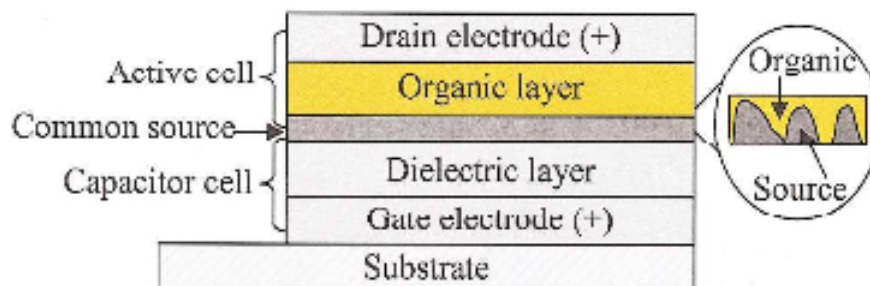 Drain electrode (+)
Active cell
Organic layer
Common source
Capacitor cell
Dielectric layer
Gate electrode (+)
Substrate
Organic
Source